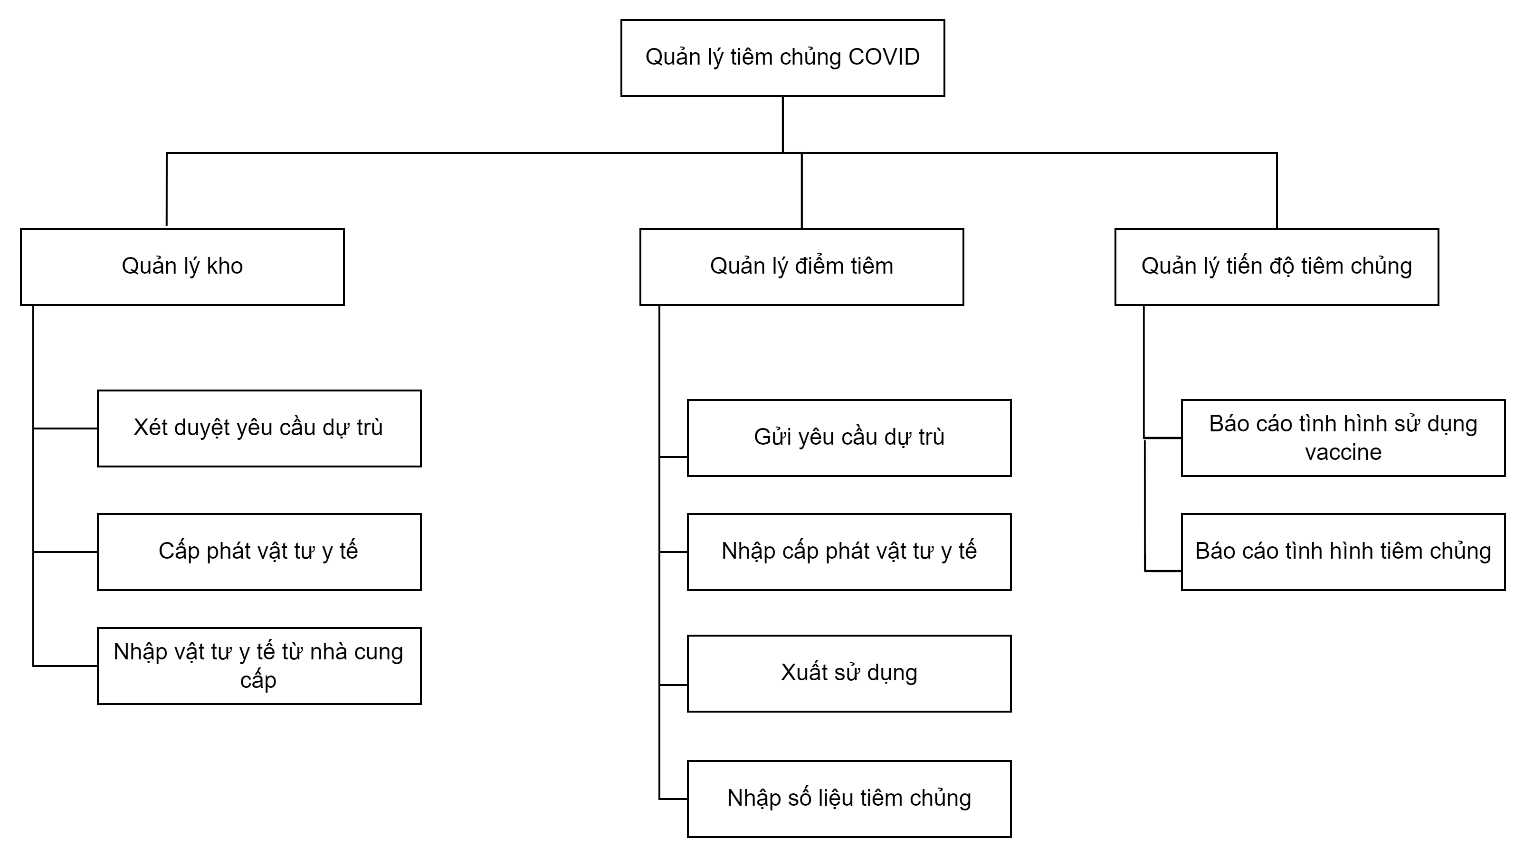 Quản lý tiêm chủng COVID
Quản lý kho
Quản lý điểm tiêm
Quản lý tiến độ tiêm chủng
Xét duyệt yêu cầu dự trù
Cấp phát vật tư y tế
Nhập vật tư y tế từ nhà cung
cấp
Gửi yêu cầu dự trù
Nhập cấp phát vật tư y tế
Xuất sử dụng
Nhập số liệu tiêm chủng
Báo cáo tình hình sử dụng
vaccine
Báo cáo tình hình tiêm chủng